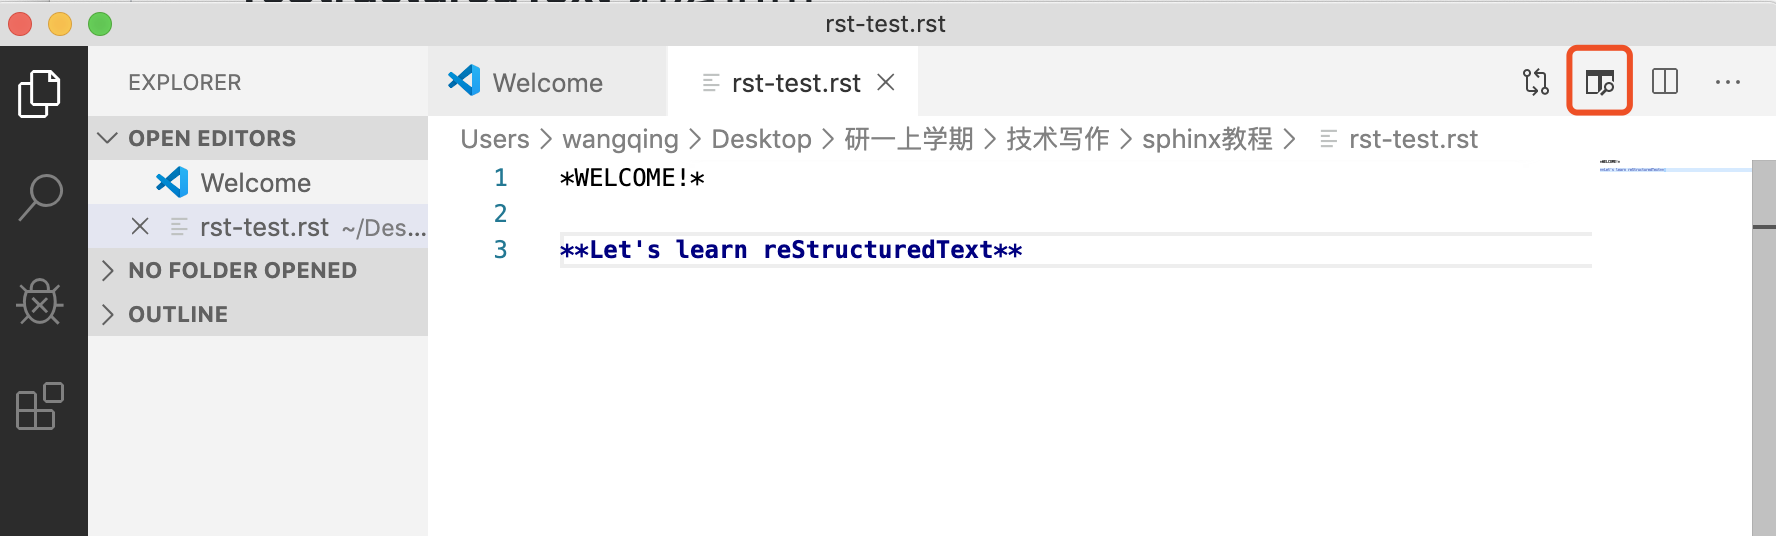 rst-test.rst
EXPLORER
Welcome
rst-test.rst
OPEN EDITORS
Users > wangqing > Desktop > 研一上学期 > 技术写作 > sphinx教程 > rst-test.rst
Welcome
1 *WELCOME!*
2
rst-test.rst ~/Des...
3 **Let's learn reStructuredText**
NO FOLDER OPENED
OUTLINE